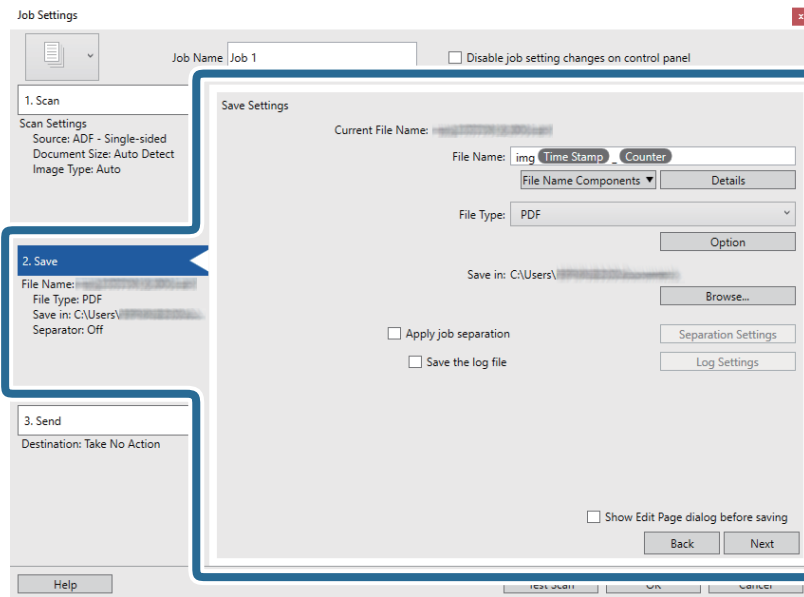 Job Settings
x
Job Name Job 1
Disable job setting changes on control panel
1. Scan
Scan Settings
Source: ADF - Single-sided
Document Size: Auto Detect
Image Type: Auto
2. Save
File Name:
File Type: PDF
Save in: C:\Users\
Separator: Off
3. Send
Destination: Take No Action
Save Settings
Current File Name:
File Name: img Time Stamp _ Counter
File Name Components ▼ Details
File Type: PDF
Option
Save in: C:\Users\
Browse...
Apply job separation Separation Settings
Save the log file Log Settings
Show Edit Page dialog before saving
Back Next
Help Test Scan OK Cancel